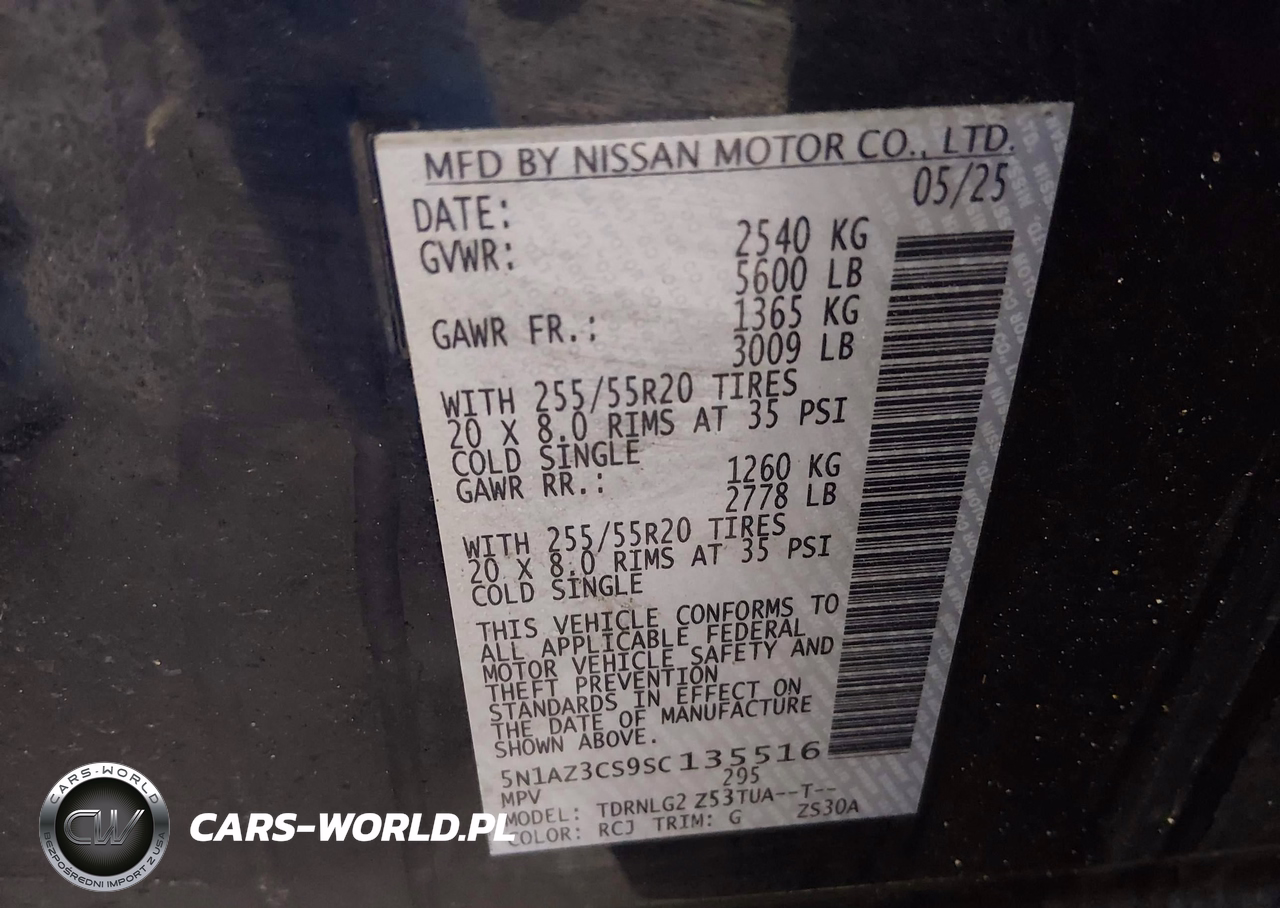 MFD BY NISSAN MOTOR CO., LTD.
DATE: 05/25
GVWR: 2540 KG
5600 LB
GAWR FR.: 1365 KG
3009 LB
WITH 255/55R20 TIRES
20 X 8.0 RIMS AT 35 PSI
COLD SINGLE
GAWR RR.: 1260 KG
2778 LB
WITH 255/55R20 TIRES
20 X 8.0 RIMS AT 35 PSI
COLD SINGLE
THIS VEHICLE CONFORMS TO
ALL APPLICABLE FEDERAL
MOTOR VEHICLE SAFETY AND
THEFT PREVENTION
STANDARDS IN EFFECT ON
THE DATE OF MANUFACTURE
SHOWN ABOVE.
5N1AZ3CS9SC135516
MPV 295
MODEL: TDRNLG2 Z53TUA--T--
COLOR: RCJ TRIM: G ZS30A
CARS-WORLD
CW
BEZPOŚREDNI IMPORT Z USA
CARS-WORLD.PL